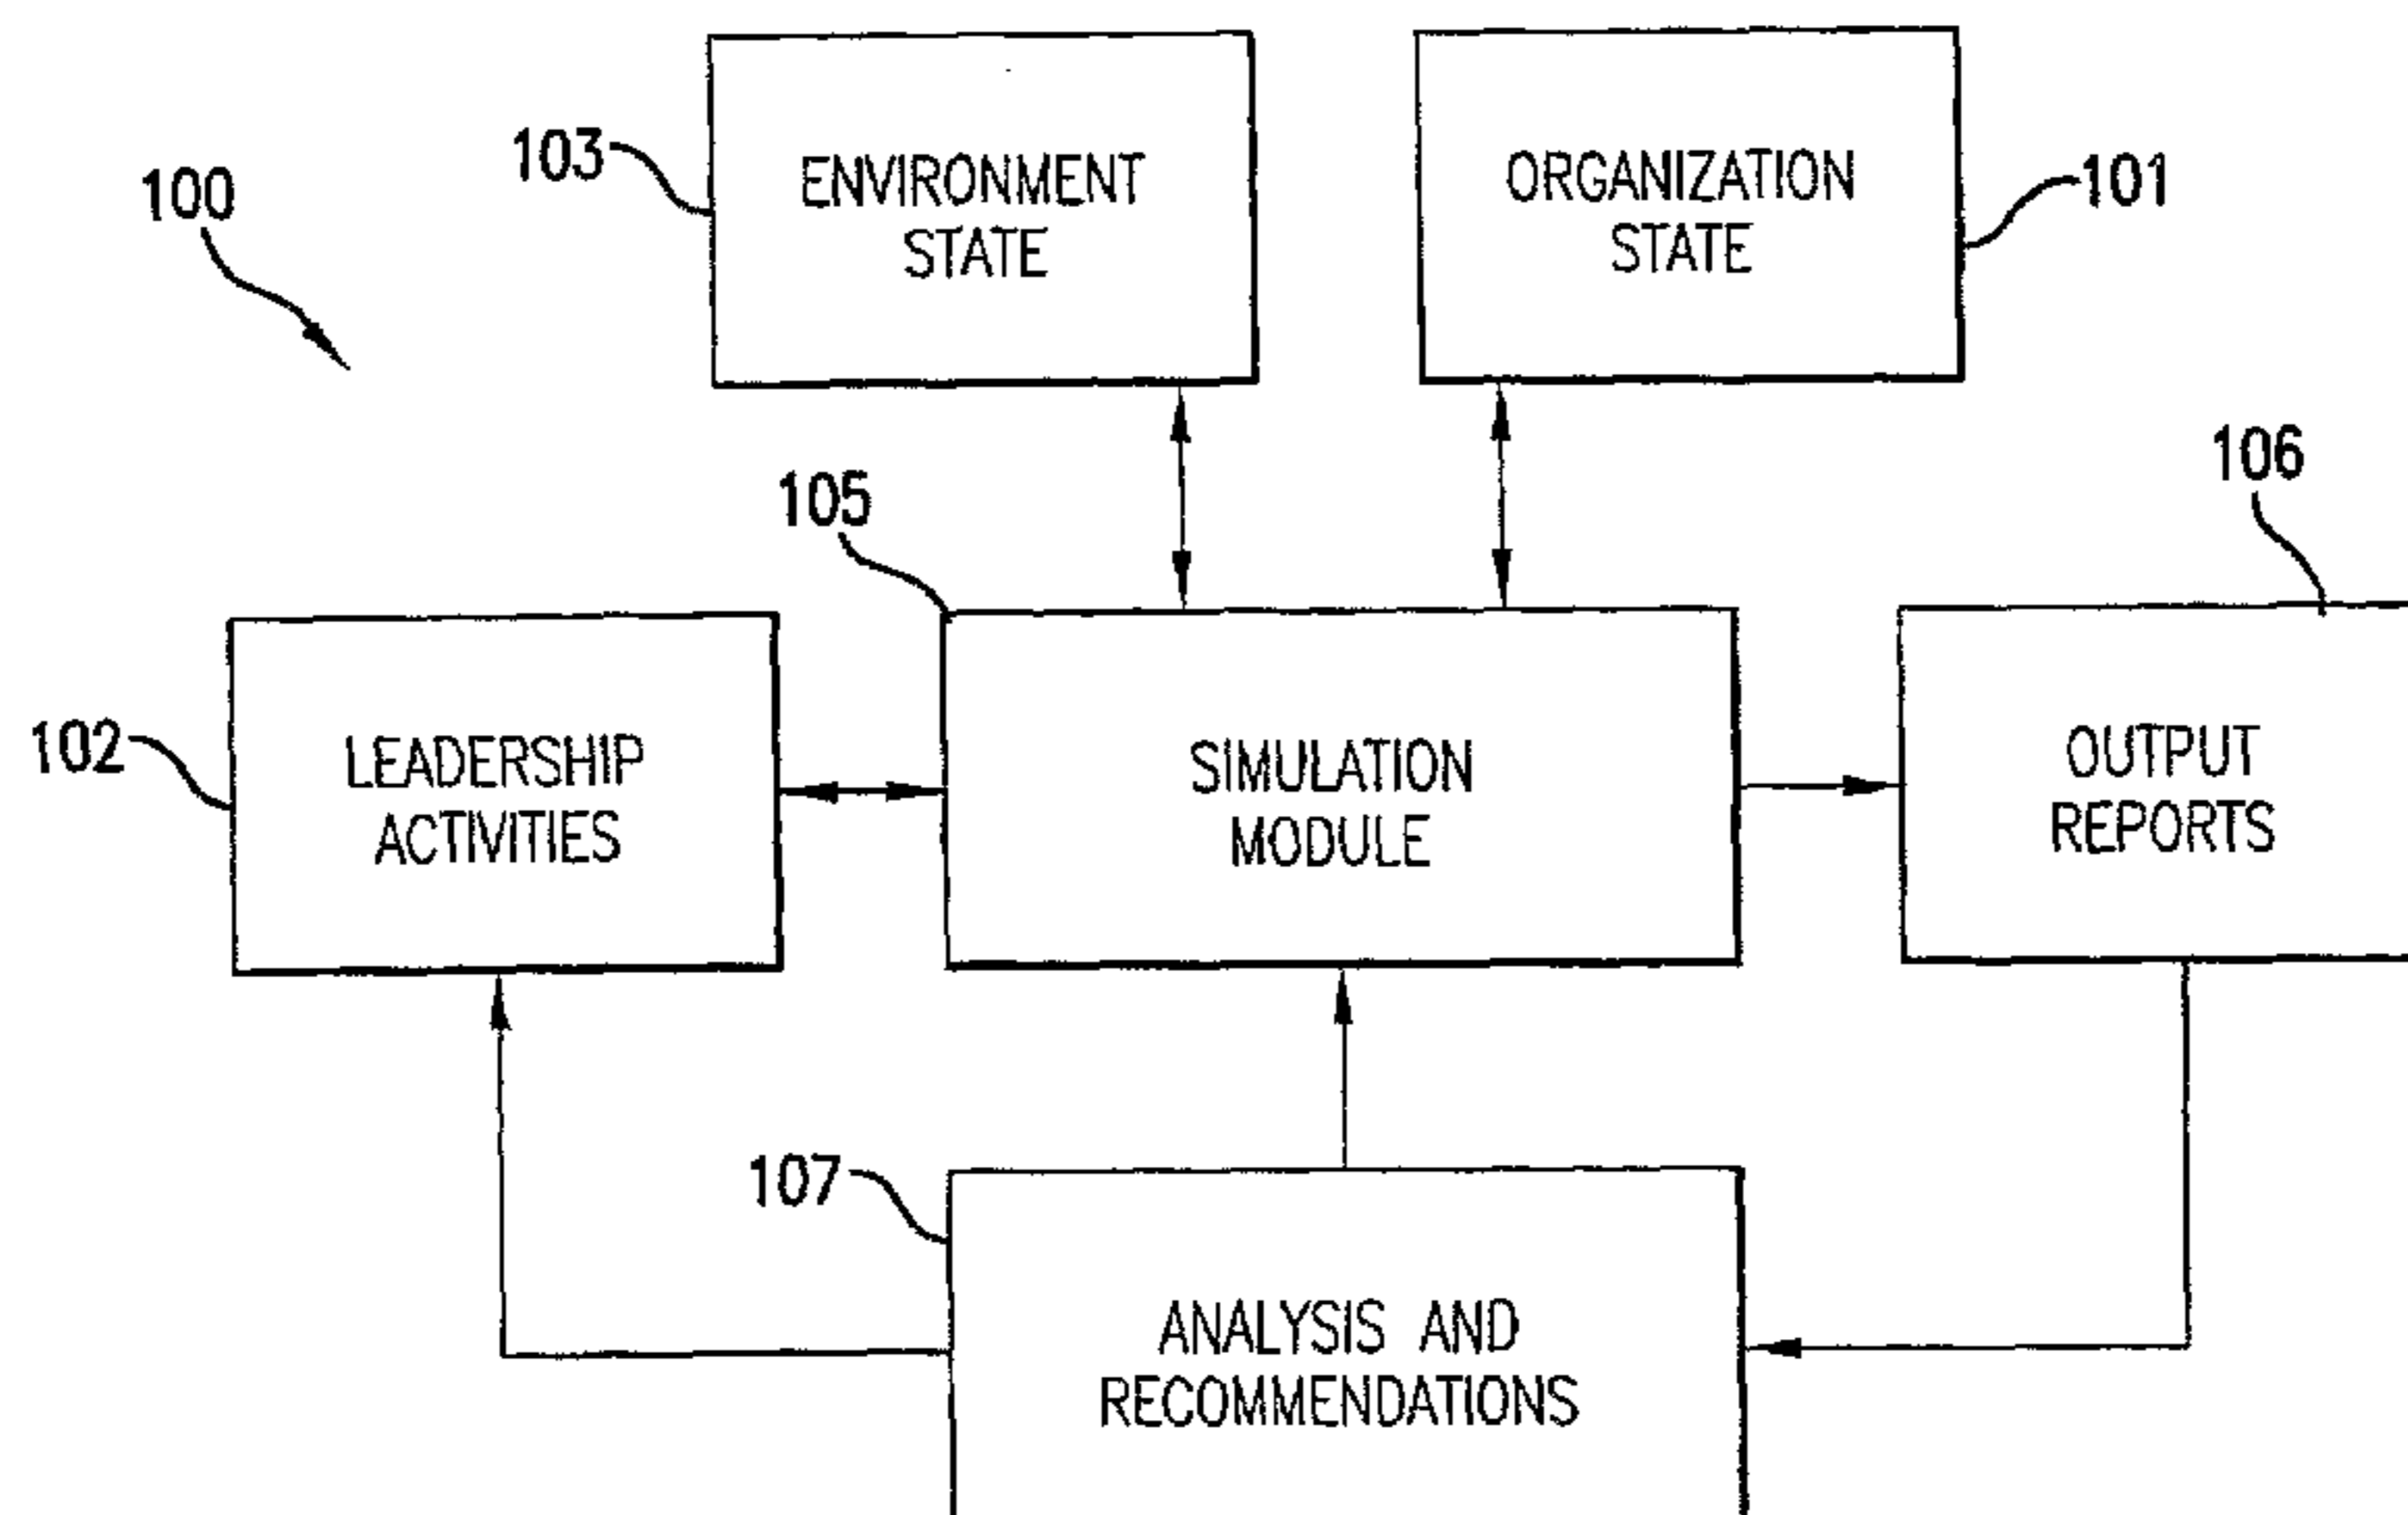 100
103
ENVIRONMENT
STATE
ORGANIZATION
STATE
101
105
106
102
LEADERSHIP
ACTIVITIES
SIMULATION
MODULE
OUTPUT
REPORTS
107
ANALYSIS AND
RECOMMENDATIONS